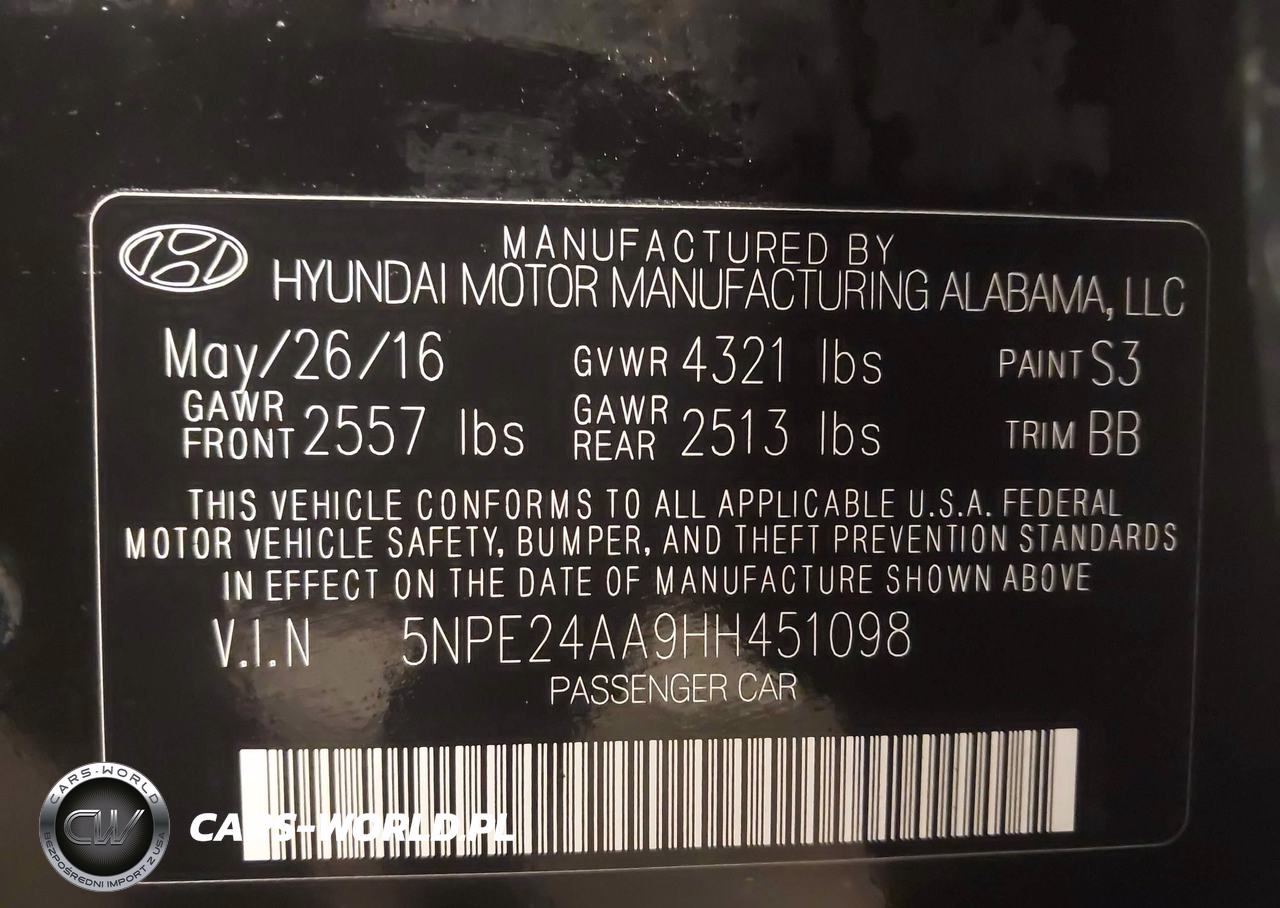 MANUFACTURED BY
HYUNDAI MOTOR MANUFACTURING ALABAMA, LLC
May/26/16 GVWR 4321 lbs PAINT S3
GAWR FRONT 2557 lbs GAWR REAR 2513 lbs TRIM BB
THIS VEHICLE CONFORMS TO ALL APPLICABLE U.S.A. FEDERAL
MOTOR VEHICLE SAFETY, BUMPER, AND THEFT PREVENTION STANDARDS
IN EFFECT ON THE DATE OF MANUFACTURE SHOWN ABOVE
V.I.N 5NPE24AA9HH451098
PASSENGER CAR
CARS-WORLD
CW
BEZPOŚREDNI IMPORT Z USA
CARS-WORLD.PL